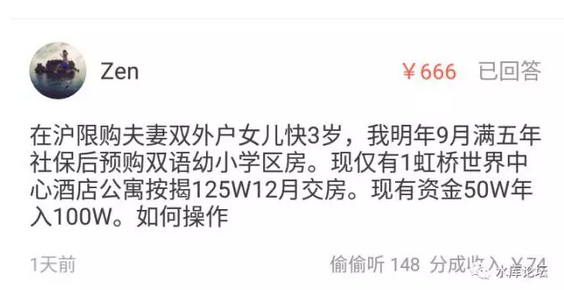 Zen
￥666 已回答
在沪限购夫妻双外户女儿快3岁，我明年9月满五年
社保后预购双语幼小学区房。现仅有1虹桥世界中
心酒店公寓按揭125W12月交房。现有资金50W年
入100W。如何操作
1天前
偷偷听 148 分成收入 ￥74
水库论坛